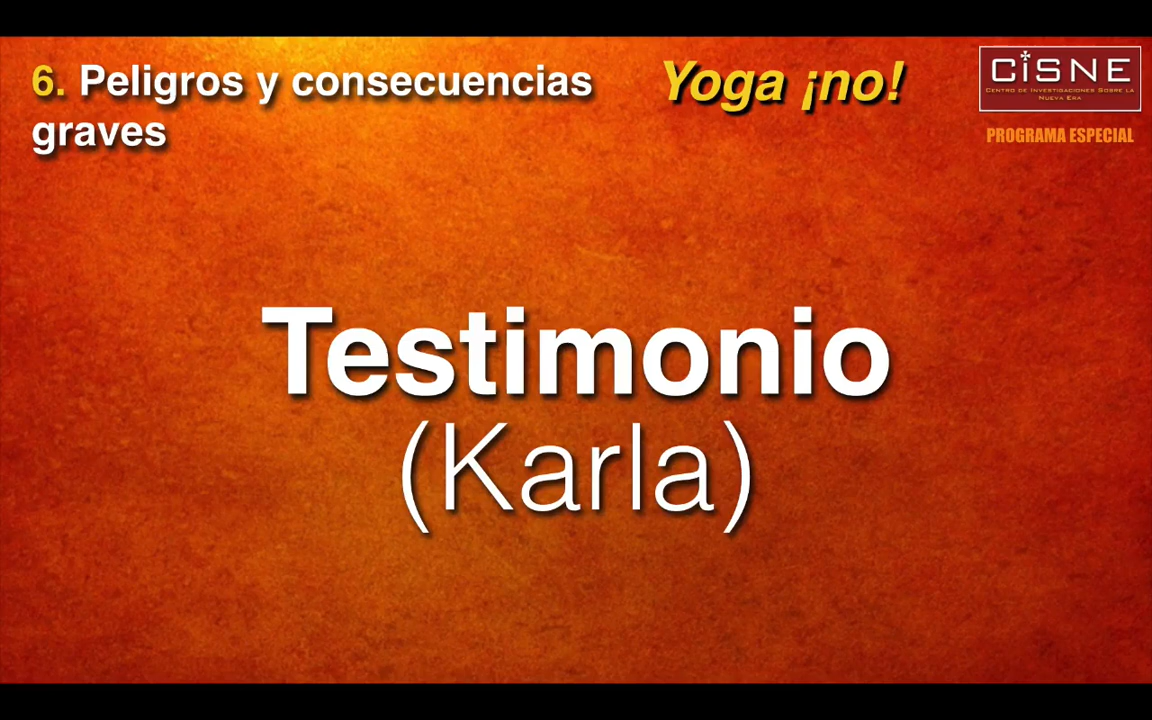 6. Peligros y consecuencias
graves
Yoga ¡no!
CiSNE
CENTRO DE INVESTIGACIONES SOBRE LA
NUEVA ERA
PROGRAMA ESPECIAL
Testimonio
(Karla)